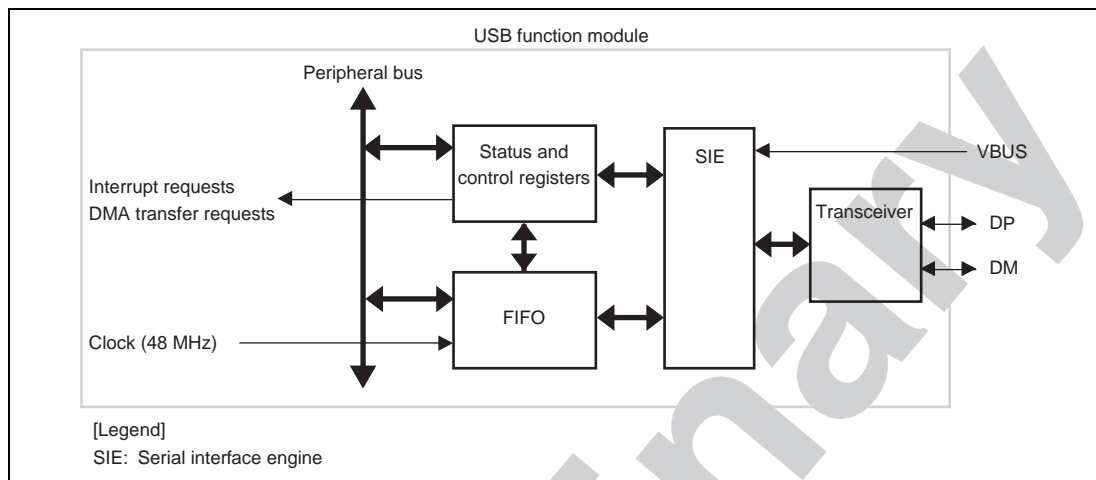 USB function module
Peripheral bus
Status and
control registers
SIE
VBUS
Interrupt requests
DMA transfer requests
Transceiver
DP
DM
FIFO
Clock (48 MHz)
[Legend]
SIE: Serial interface engine
inary